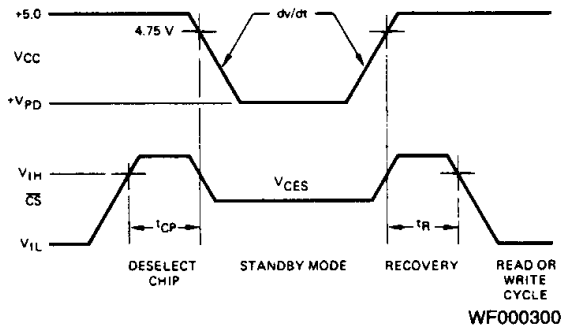 +5.0
dv/dt
4.75 V
VCC
+VPD
VIH
CS
VCES
tCP
tR
VIL
DESELECT CHIP
STANDBY MODE
RECOVERY
READ OR WRITE CYCLE
WF000300